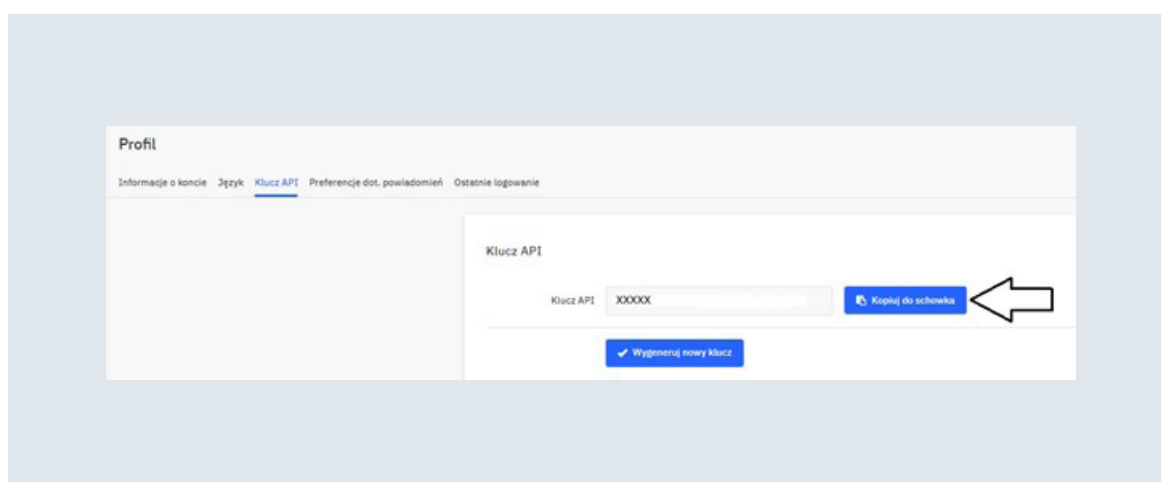 Profil
Informacje o koncie Język Klucz API Preferencje dot. powiadomień Ostatnie logowanie
Klucz API
Klucz API XXXXX Kopiuj do schowka
Wygeneruj nowy klucz